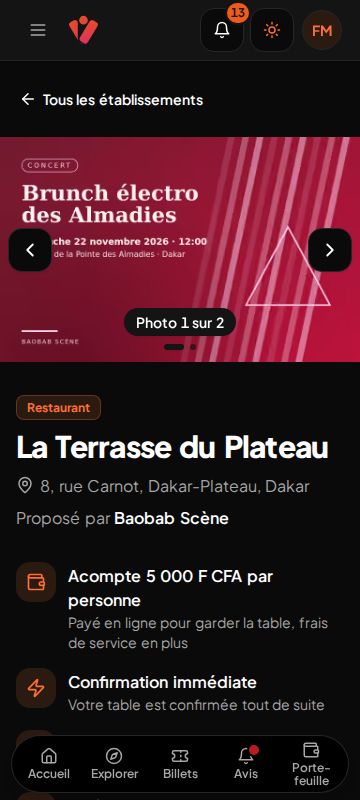 13
FM
Tous les établissements
CONCERT
Brunch électro
des Almadies
che 22 novembre 2026 · 12:00
de la Pointe des Almadies · Dakar
Photo 1 sur 2
BAOBAB SCÈNE
Restaurant
La Terrasse du Plateau
8, rue Carnot, Dakar-Plateau, Dakar
Proposé par Baobab Scène
Acompte 5 000 F CFA par
personne
Payé en ligne pour garder la table, frais
de service en plus
Confirmation immédiate
Votre table est confirmée tout de suite
Accueil
Explorer
Billets
Avis
Porte-
feuille